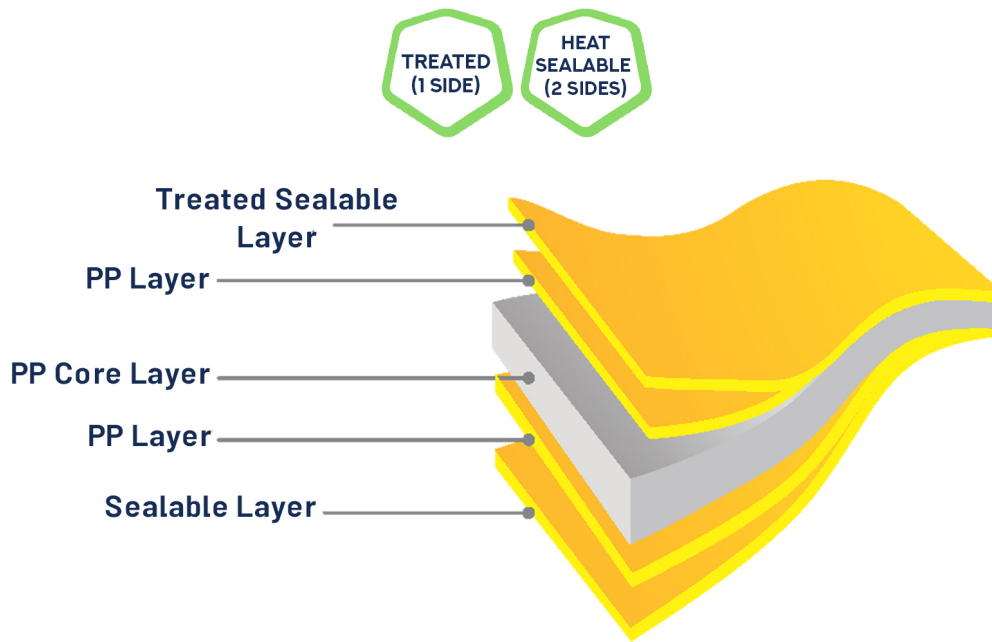 TREATED
(1 SIDE)
HEAT
SEALABLE
(2 SIDES)
Treated Sealable
Layer
PP Layer
PP Core Layer
PP Layer
Sealable Layer